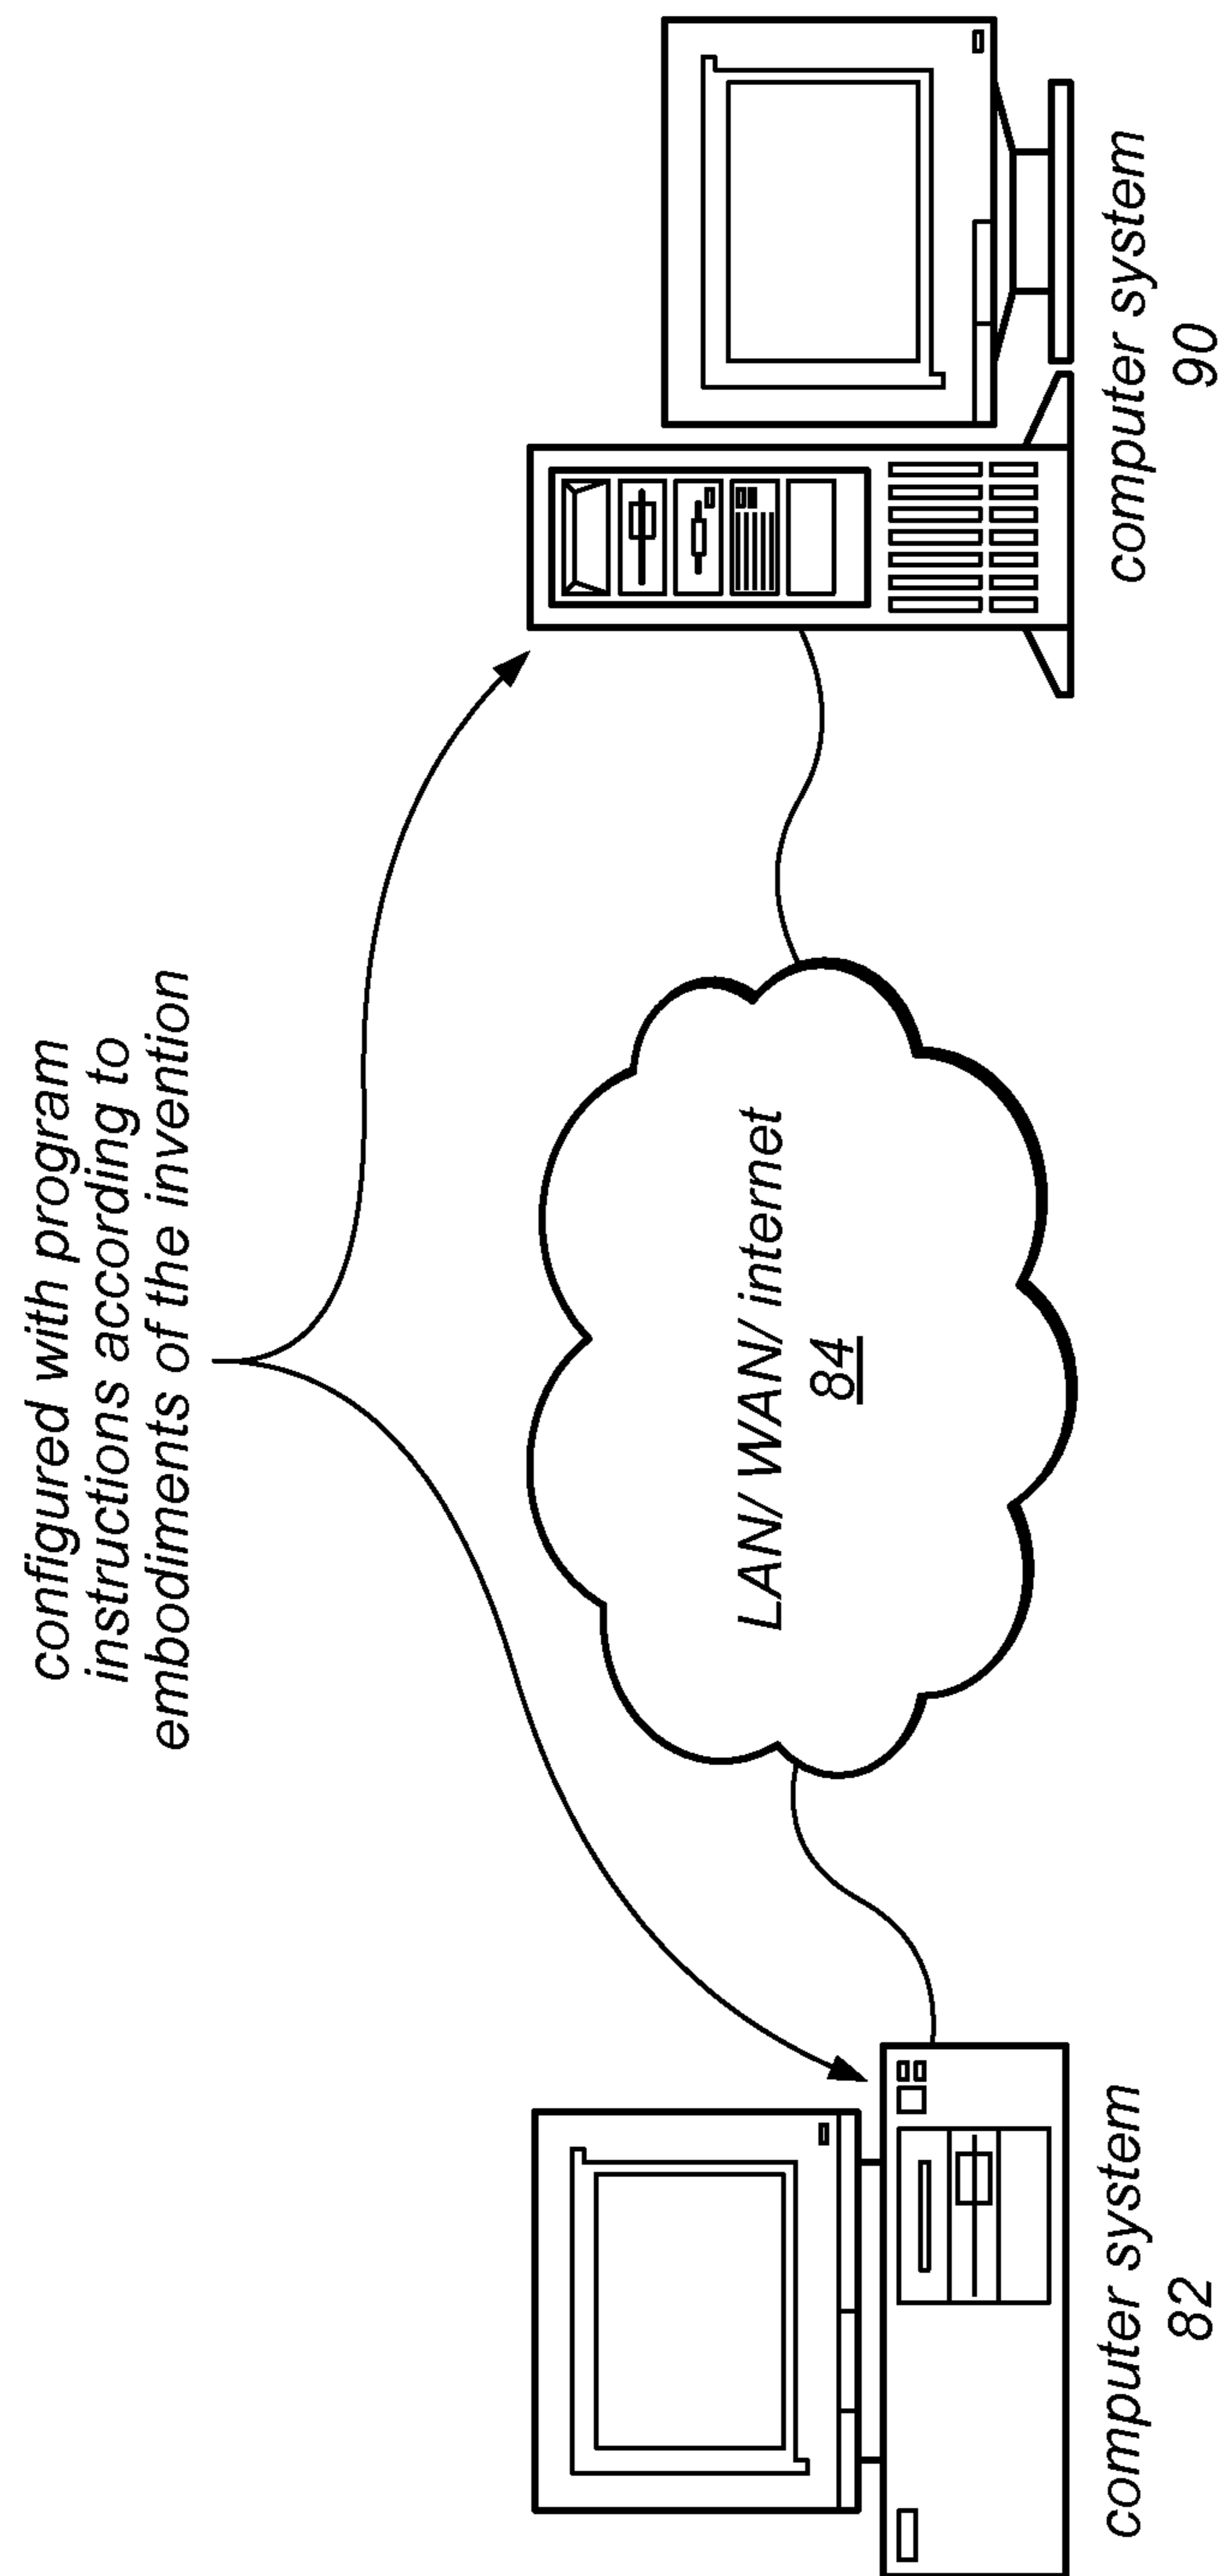 configured with program
instructions according to
embodiments of the invention
LAN/ WAN/ internet
84
computer system
82
computer system
90